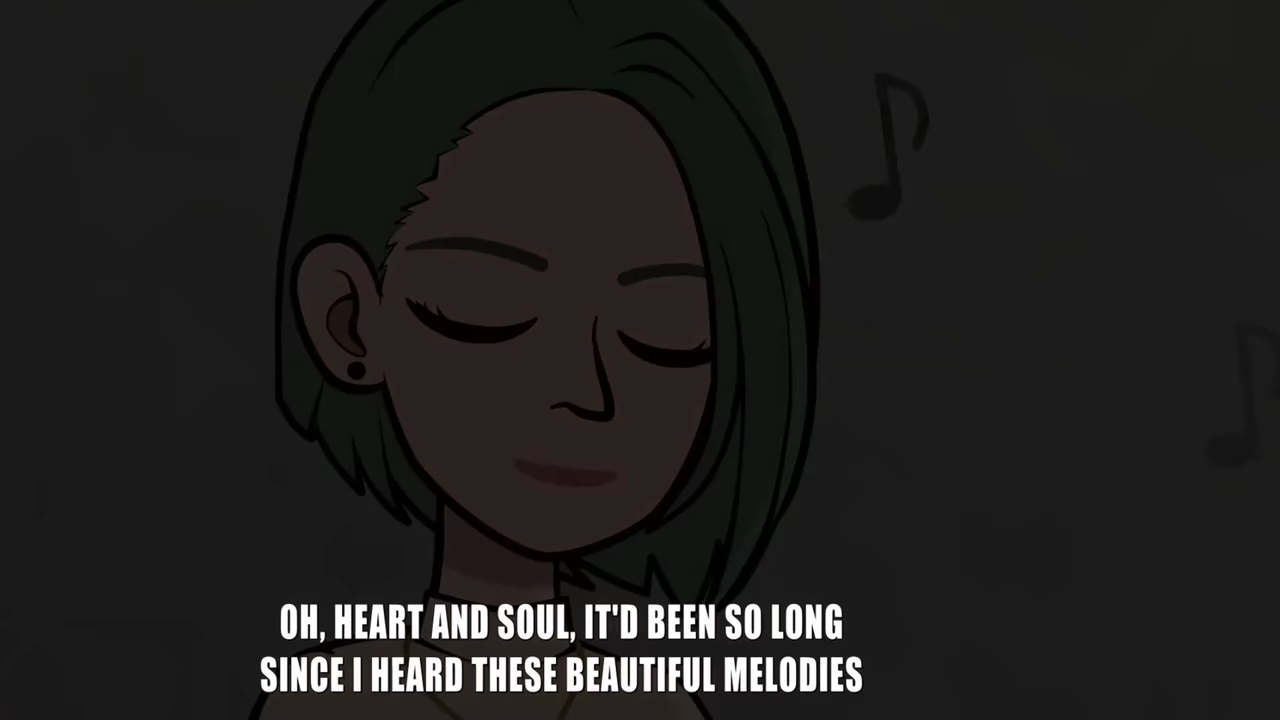 OH, HEART AND SOUL, IT'D BEEN SO LONG
SINCE I HEARD THESE BEAUTIFUL MELODIES